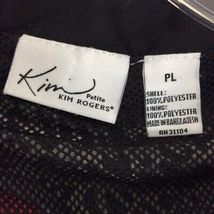 Kim
Petite
KIM ROGERS®
PL
SHELL:
100% POLYESTER
LINING:
100% POLYESTER
MADE IN BANGLADESH
RN 31104